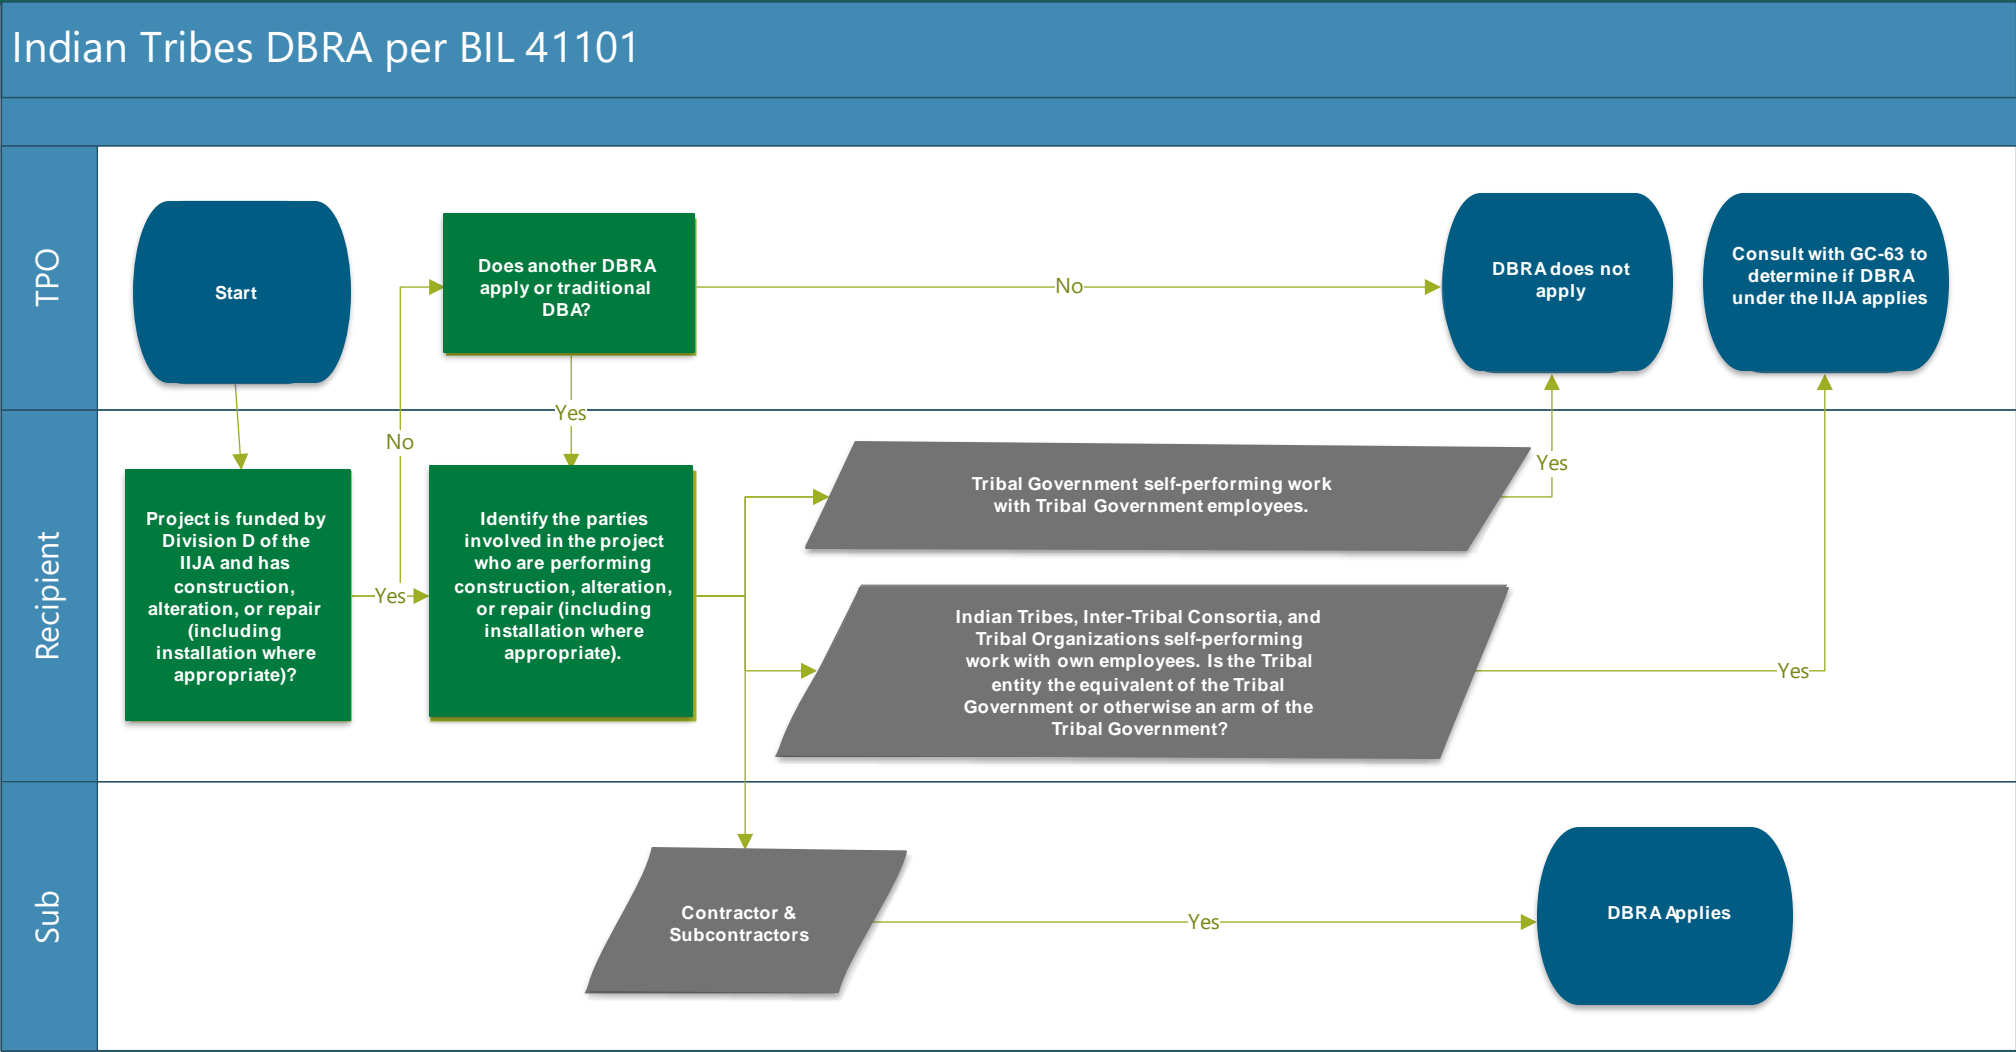 Indian Tribes DBRA per BIL 41101
TPO
Start
Does another DBRA
apply or traditional
DBA?
No
DBRA does not
apply
Consult with GC-63 to
determine if DBRA
under the IIJA applies
Yes
No
Recipient
Project is funded by
Division D of the
IIJA and has
construction,
alteration, or repair
(including
installation where
appropriate)?
Yes
Identify the parties
involved in the project
who are performing
construction, alteration,
or repair (including
installation where
appropriate).
Tribal Government self-performing work
with Tribal Government employees.
Yes
Indian Tribes, Inter-Tribal Consortia, and
Tribal Organizations self-performing
work with own employees. Is the Tribal
entity the equivalent of the Tribal
Government or otherwise an arm of the
Tribal Government?
Yes
Sub
Contractor &
Subcontractors
Yes
DBRA Applies